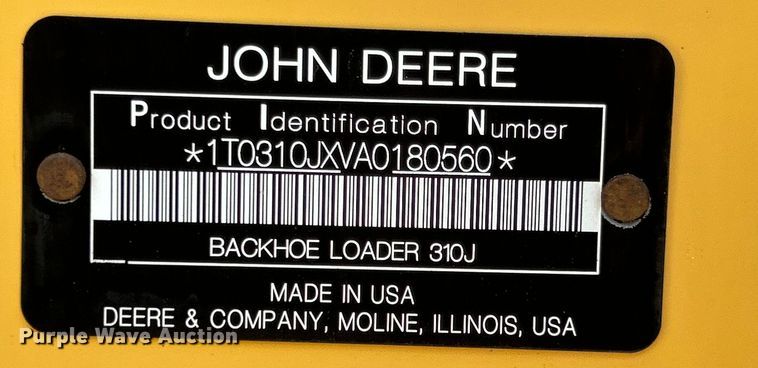 JOHN DEERE
Product Identification Number
*1T0310JXVA0180560*
BACKHOE LOADER 310J
MADE IN USA
DEERE & COMPANY, MOLINE, ILLINOIS, USA
Purple Wave Auction